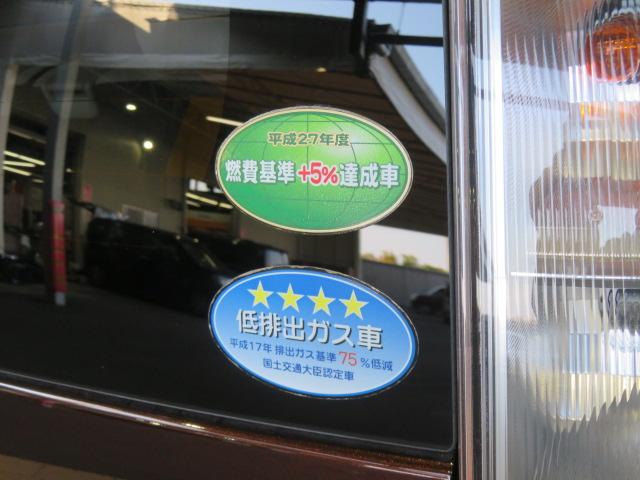 平成27年度
燃費基準+5%達成車
低排出ガス車
平成17年 排出ガス基準75%低減
国土交通大臣認定車